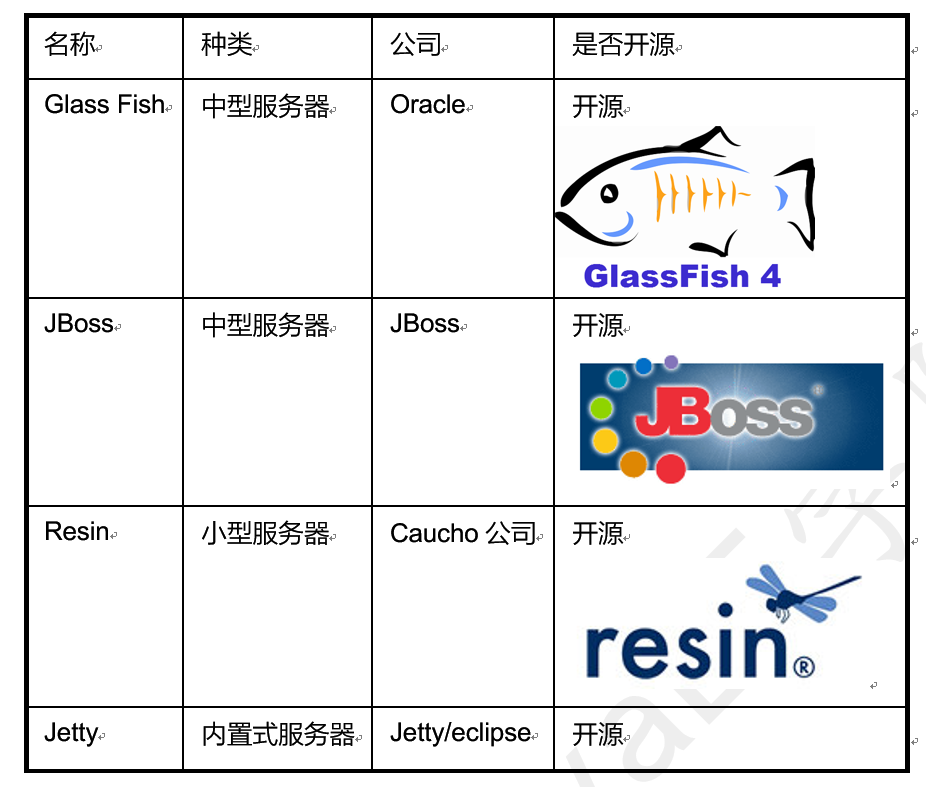 名称 种类 公司 是否开源
Glass Fish 中型服务器 Oracle 开源
GlassFish 4
JBoss 中型服务器 JBoss 开源
JBoss®
Resin 小型服务器 Caucho 公司 开源
resin®
Jetty 内置式服务器 Jetty/eclipse 开源